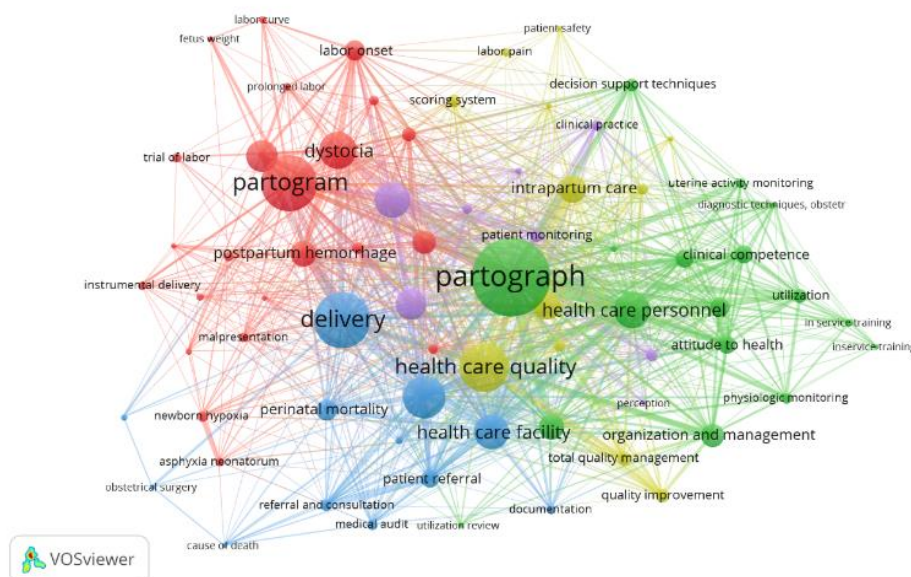 labor curve
patient safety
fetus weight
labor onset
labor pain
prolonged labor
decision support techniques
scoring system
clinical practice
dystocia
trial of labor
partogram
intrapartum care
uterine activity monitoring
diagnostic techniques, obstetr
patient monitoring
postpartum hemorrhage
clinical competence
partograph
instrumental delivery
utilization
health care personnel
delivery
in service training
malpresentation
attitude to health
inservice training
health care quality
physiologic monitoring
perception
perinatal mortality
newborn hypoxia
health care facility
organization and management
total quality management
asphyxia neonatorum
patient referral
obstetrical surgery
quality improvement
referral and consultation
documentation
medical audit
utilization review
cause of death
VOSviewer